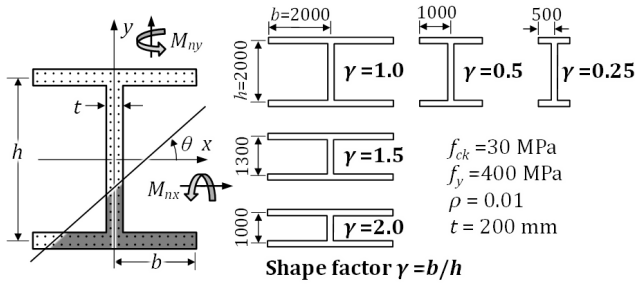 y
M_ny
t
h
θ x
M_nx
b
b=2000
h=2000
γ=1.0
1000
γ=0.5
500
γ=0.25
1300
γ=1.5
1000
γ=2.0
f_ck=30 MPa
f_y=400 MPa
ρ = 0.01
t = 200 mm
Shape factor γ=b/h